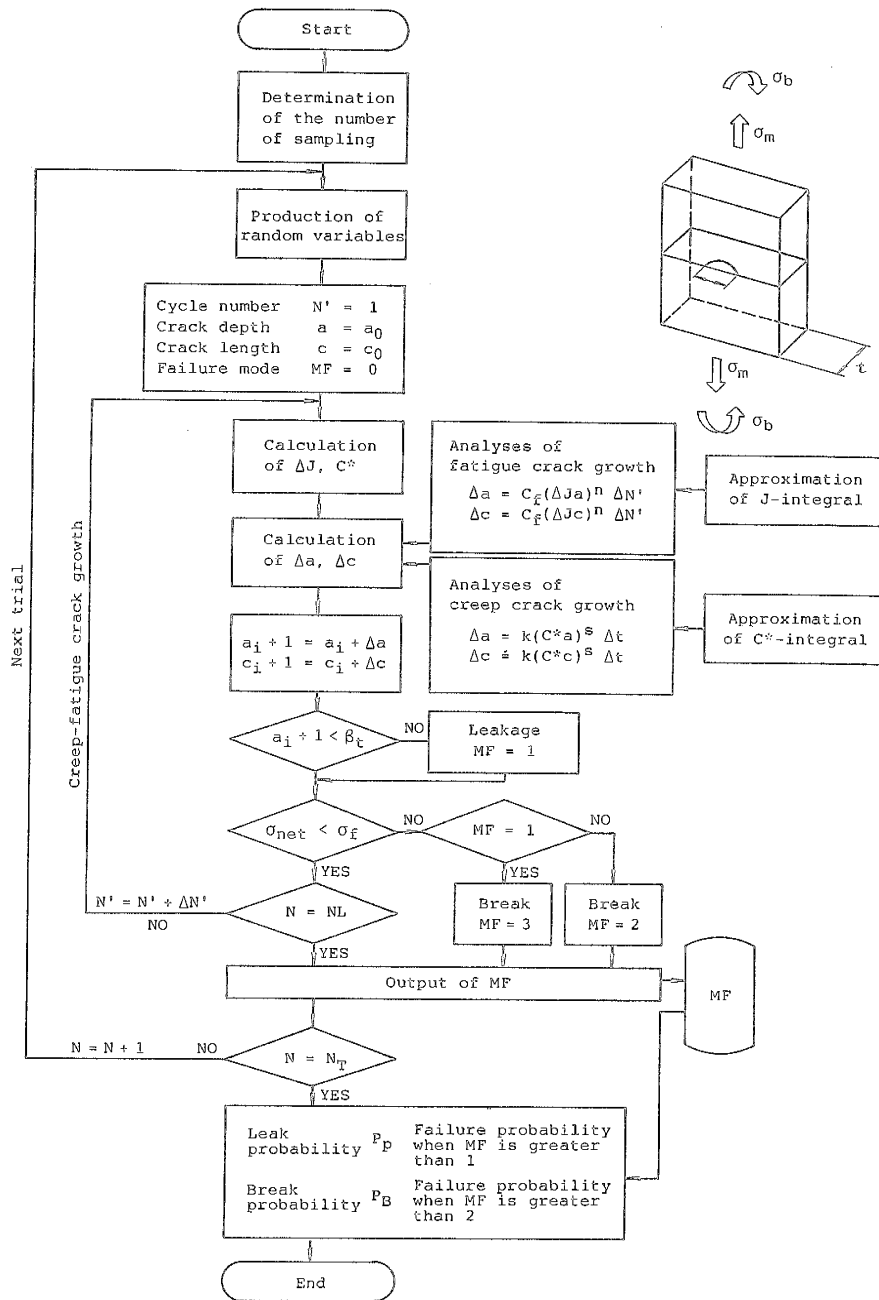 Start
Determination
of the number
of sampling
Production of
random variables
Cycle number N' = 1
Crack depth a = a0
Crack length c = c0
Failure mode MF = 0
σb
σm
t
σm
σb
Calculation
of ΔJ, C*
Analyses of
fatigue crack growth
Δa = Cf(ΔJa)n ΔN'
Δc = Cf(ΔJc)n ΔN'
Approximation
of J-integral
Calculation
of Δa, Δc
Analyses of
creep crack growth
Δa = k(C*a)s Δt
Δc = k(C*c)s Δt
Approximation
of C*-integral
Next trial
Creep-fatigue crack growth
ai + 1 = ai + Δa
ci + 1 = ci + Δc
ai + 1 < βt
NO
Leakage
MF = 1
σnet < σf
NO
MF = 1
NO
YES
YES
N' = N' + ΔN'
NO
N = NL
Break
MF = 3
Break
MF = 2
YES
Output of MF
MF
N = N + 1 NO
N = NT
YES
Leak
probability Pp Failure probability
when MF is greater
than 1
Break
probability PB Failure probability
when MF is greater
than 2
End